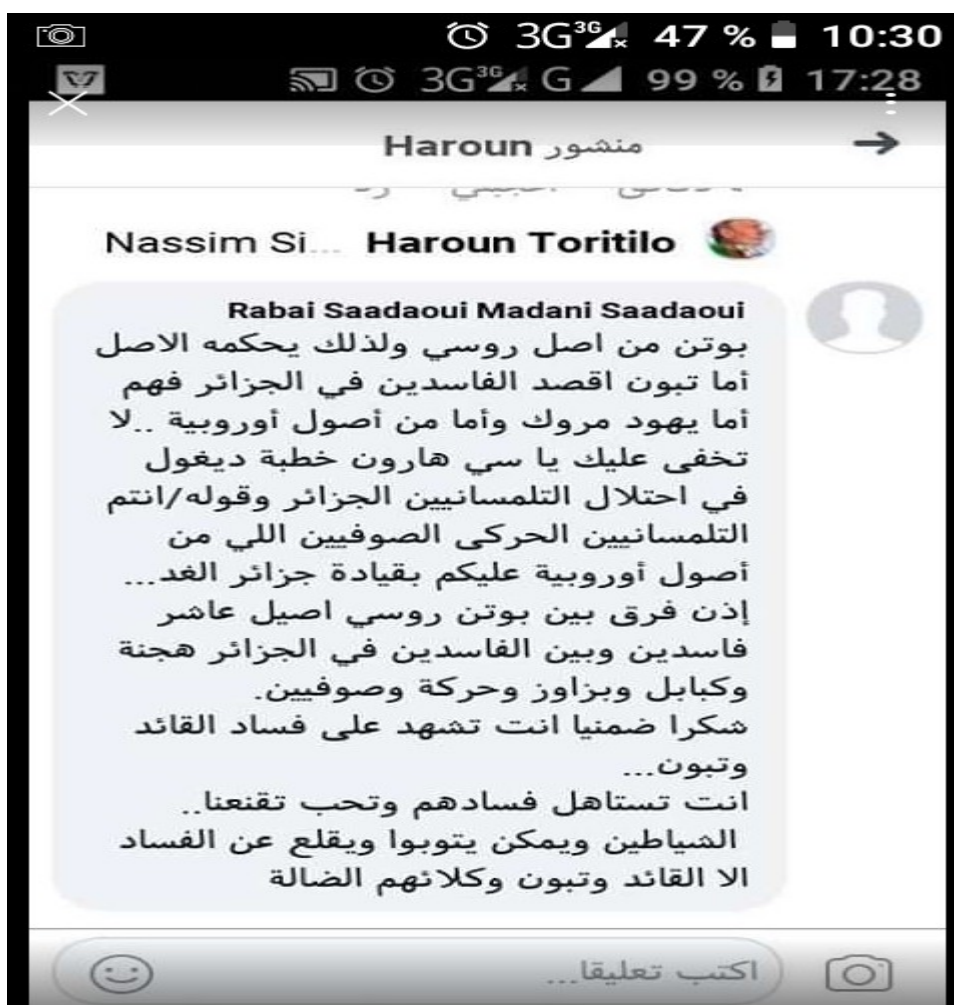 3G 3G 47 % 10:30
3G 3G G 99 % 17:28
منشور Haroun
Haroun Toritilo Nassim Si...
Rabai Saadaoui Madani Saadaoui
بوتن من اصل روسي ولذلك يحكمه الاصل
أما تبون اقصد الفاسدين في الجزائر فهم
أما يهود مروك وأما من أصول أوروبية ..لا
تخفى عليك يا سي هارون خطبة ديغول
في احتلال التلمسانيين الجزائر وقوله/انتم
التلمسانيين الحركى الصوفيين اللي من
أصول أوروبية عليكم بقيادة جزائر الغد...
إذن فرق بين بوتن روسي اصيل عاشر
فاسدين وبين الفاسدين في الجزائر هجنة
وكبابل وبزاوز وحركة وصوفيين.
شكرا ضمنيا انت تشهد على فساد القائد
وتبون...
انت تستاهل فسادهم وتحب تقنعنا..
الشياطين ويمكن يتوبوا ويقلع عن الفساد
الا القائد وتبون وكلائهم الضالة
اكتب تعليقا...